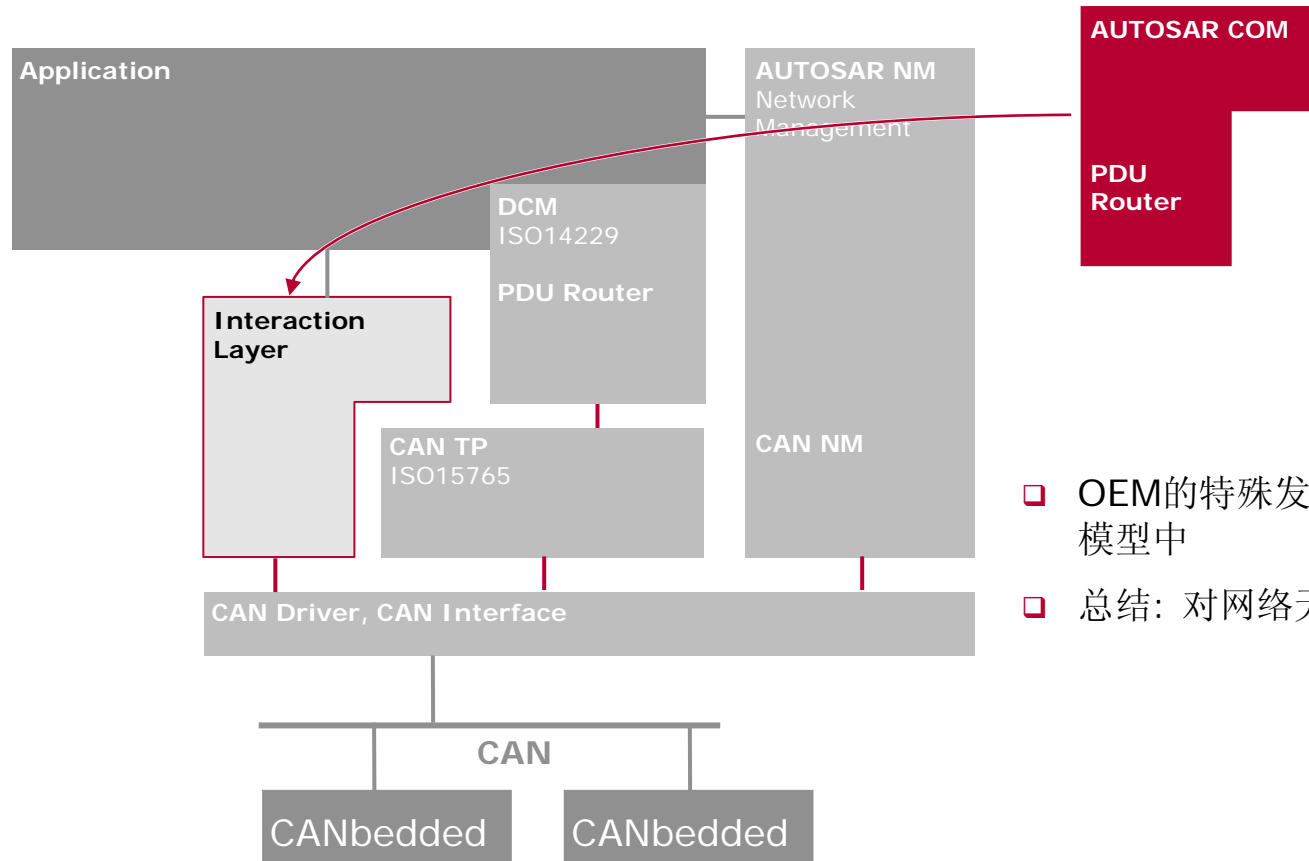 AUTOSAR COM
PDU
Router
Application
AUTOSAR NM
Network
Management
DCM
ISO14229
PDU Router
Interaction
Layer
CAN TP
ISO15765
CAN NM
OEM的特殊发
模型中
总结: 对网络
CAN Driver, CAN Interface
CAN
CANbedded
CANbedded